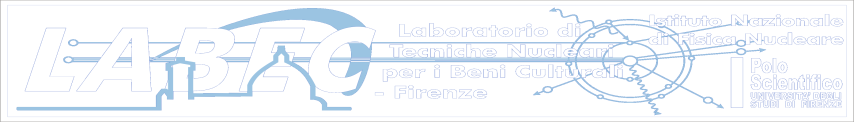 LABEC
Laboratorio di
Tecniche Nucleari
per i Beni Culturali
- Firenze
Istituto Nazionale
di Fisica Nucleare
Polo
Scientifico
UNIVERSITÀ DEGLI
STUDI DI FIRENZE